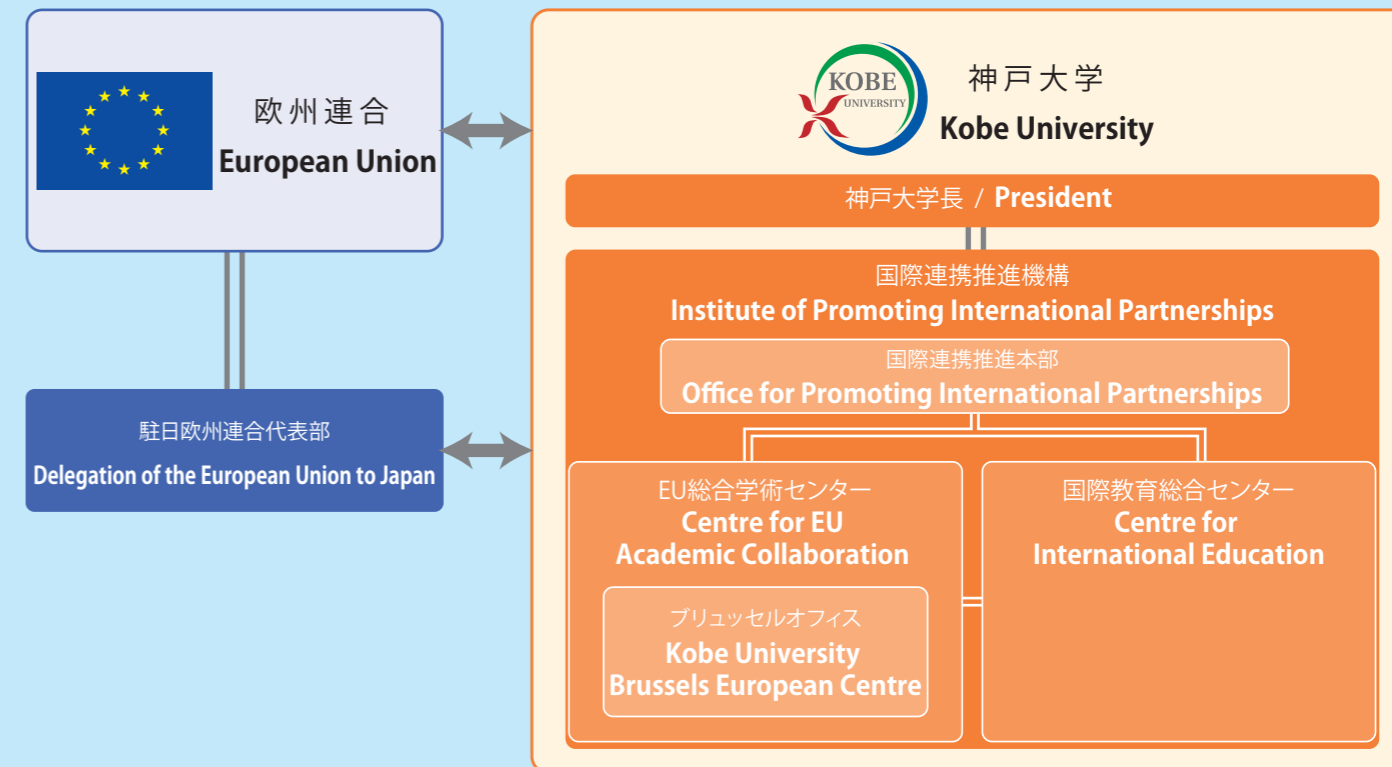 欧州連合
European Union
駐日欧州連合代表部
Delegation of the European Union to Japan
KOBE
UNIVERSITY
神戸大学
Kobe University
神戸大学長 / President
国際連携推進機構
Institute of Promoting International Partnerships
国際連携推進本部
Office for Promoting International Partnerships
EU総合学術センター
Centre for EU
Academic Collaboration
ブリュッセルオフィス
Kobe University
Brussels European Centre
国際教育総合センター
Centre for
International Education